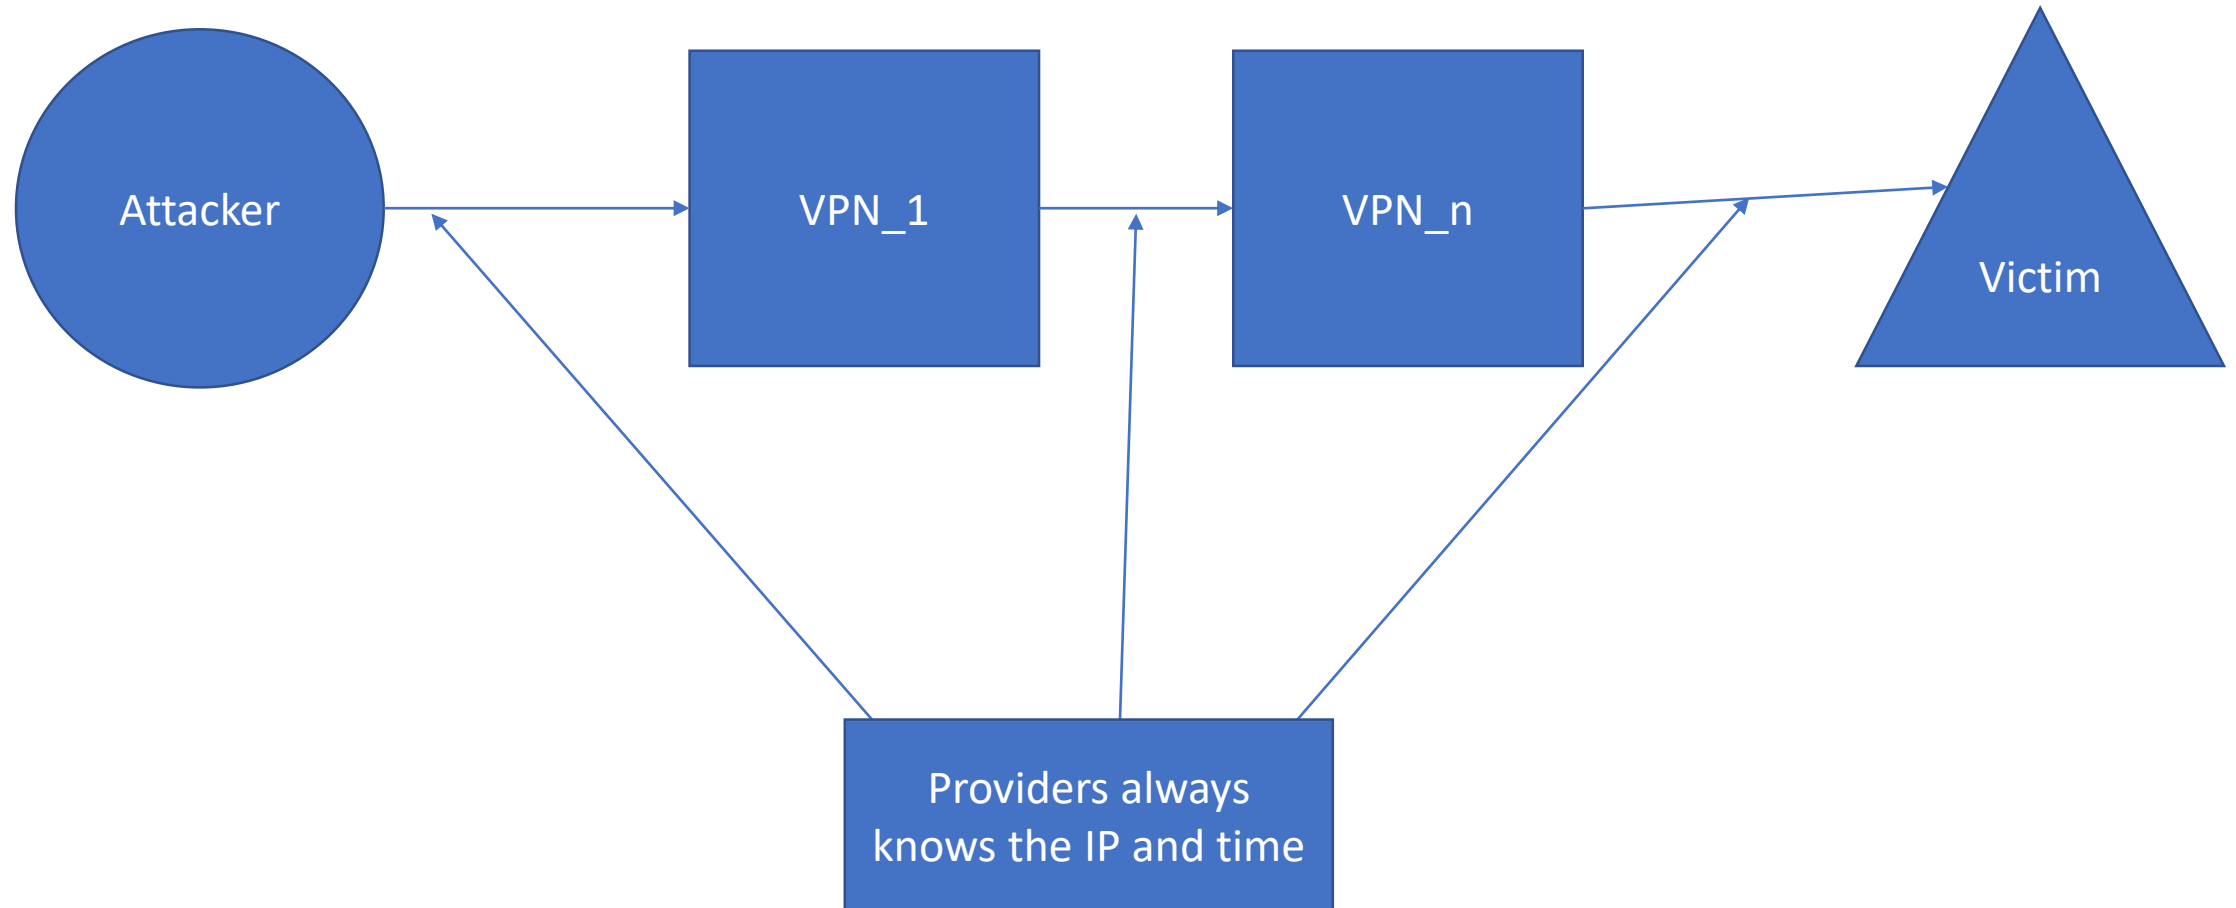 Attacker
VPN_1
VPN_n
Victim
Providers always
knows the IP and time